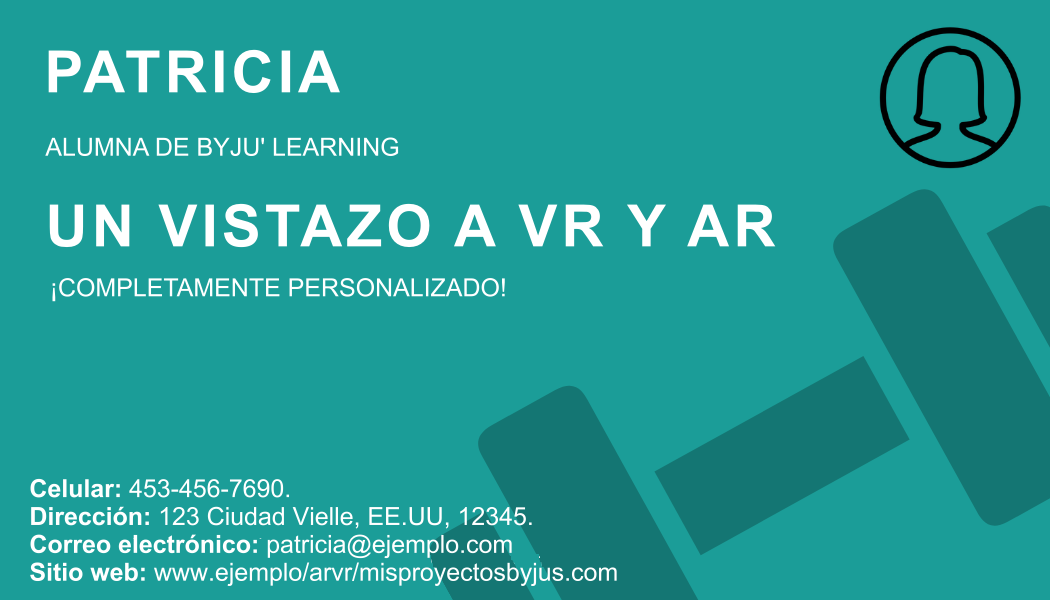 PATRICIA
ALUMNA DE BYJU' LEARNING
UN VISTAZO A VR Y AR
¡COMPLETAMENTE PERSONALIZADO!
Celular: 453-456-7690.
Dirección: 123 Ciudad Vielle, EE.UU, 12345.
Correo electrónico: patricia@ejemplo.com
Sitio web: www.ejemplo/arvr/misproyectosbyjus.com